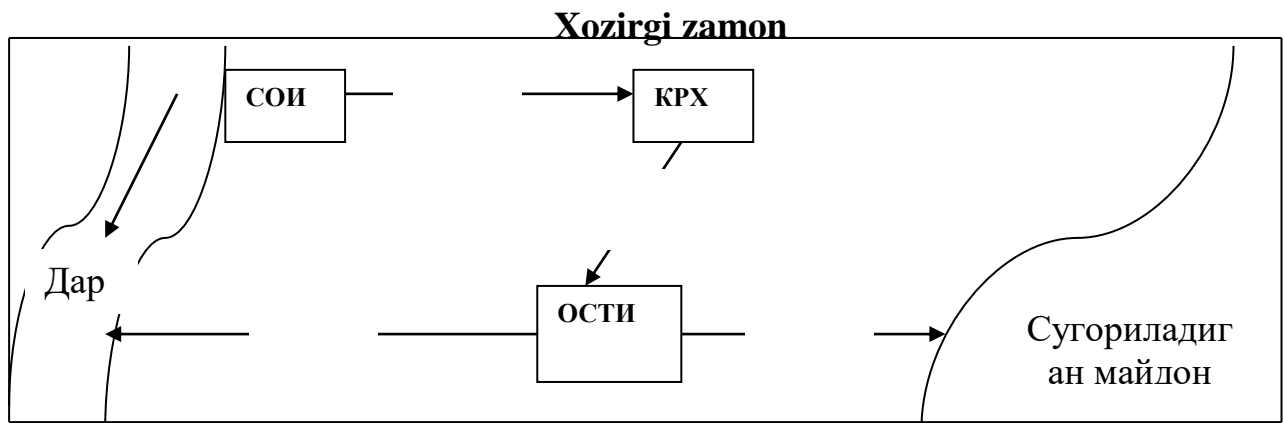 Xozirgi zamon
СОИ
КРХ
Дар
ОСТИ
Сугориладиг
ан майдон